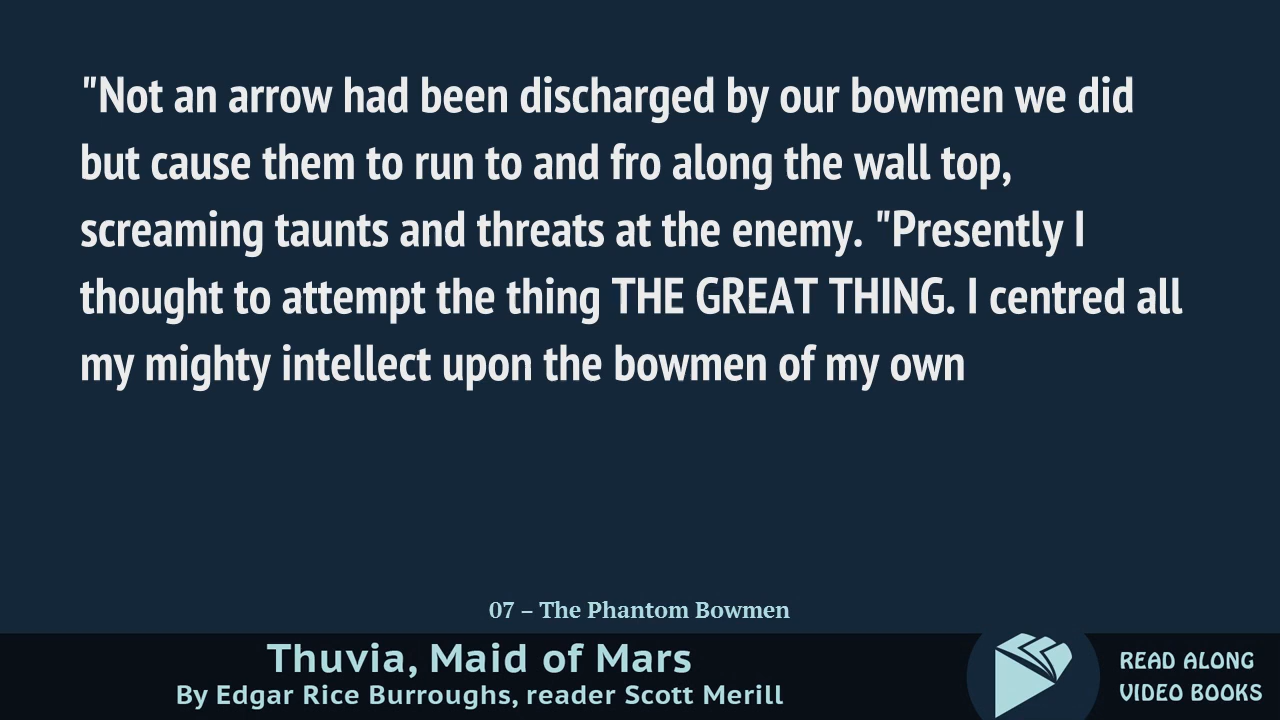 "Not an arrow had been discharged by our bowmen we did
but cause them to run to and fro along the wall top,
screaming taunts and threats at the enemy. "Presently I
thought to attempt the thing THE GREAT THING. I centred all
my mighty intellect upon the bowmen of my own
07 – The Phantom Bowmen
Thuvia, Maid of Mars
By Edgar Rice Burroughs, reader Scott Merill
READ ALONG
VIDEO BOOKS